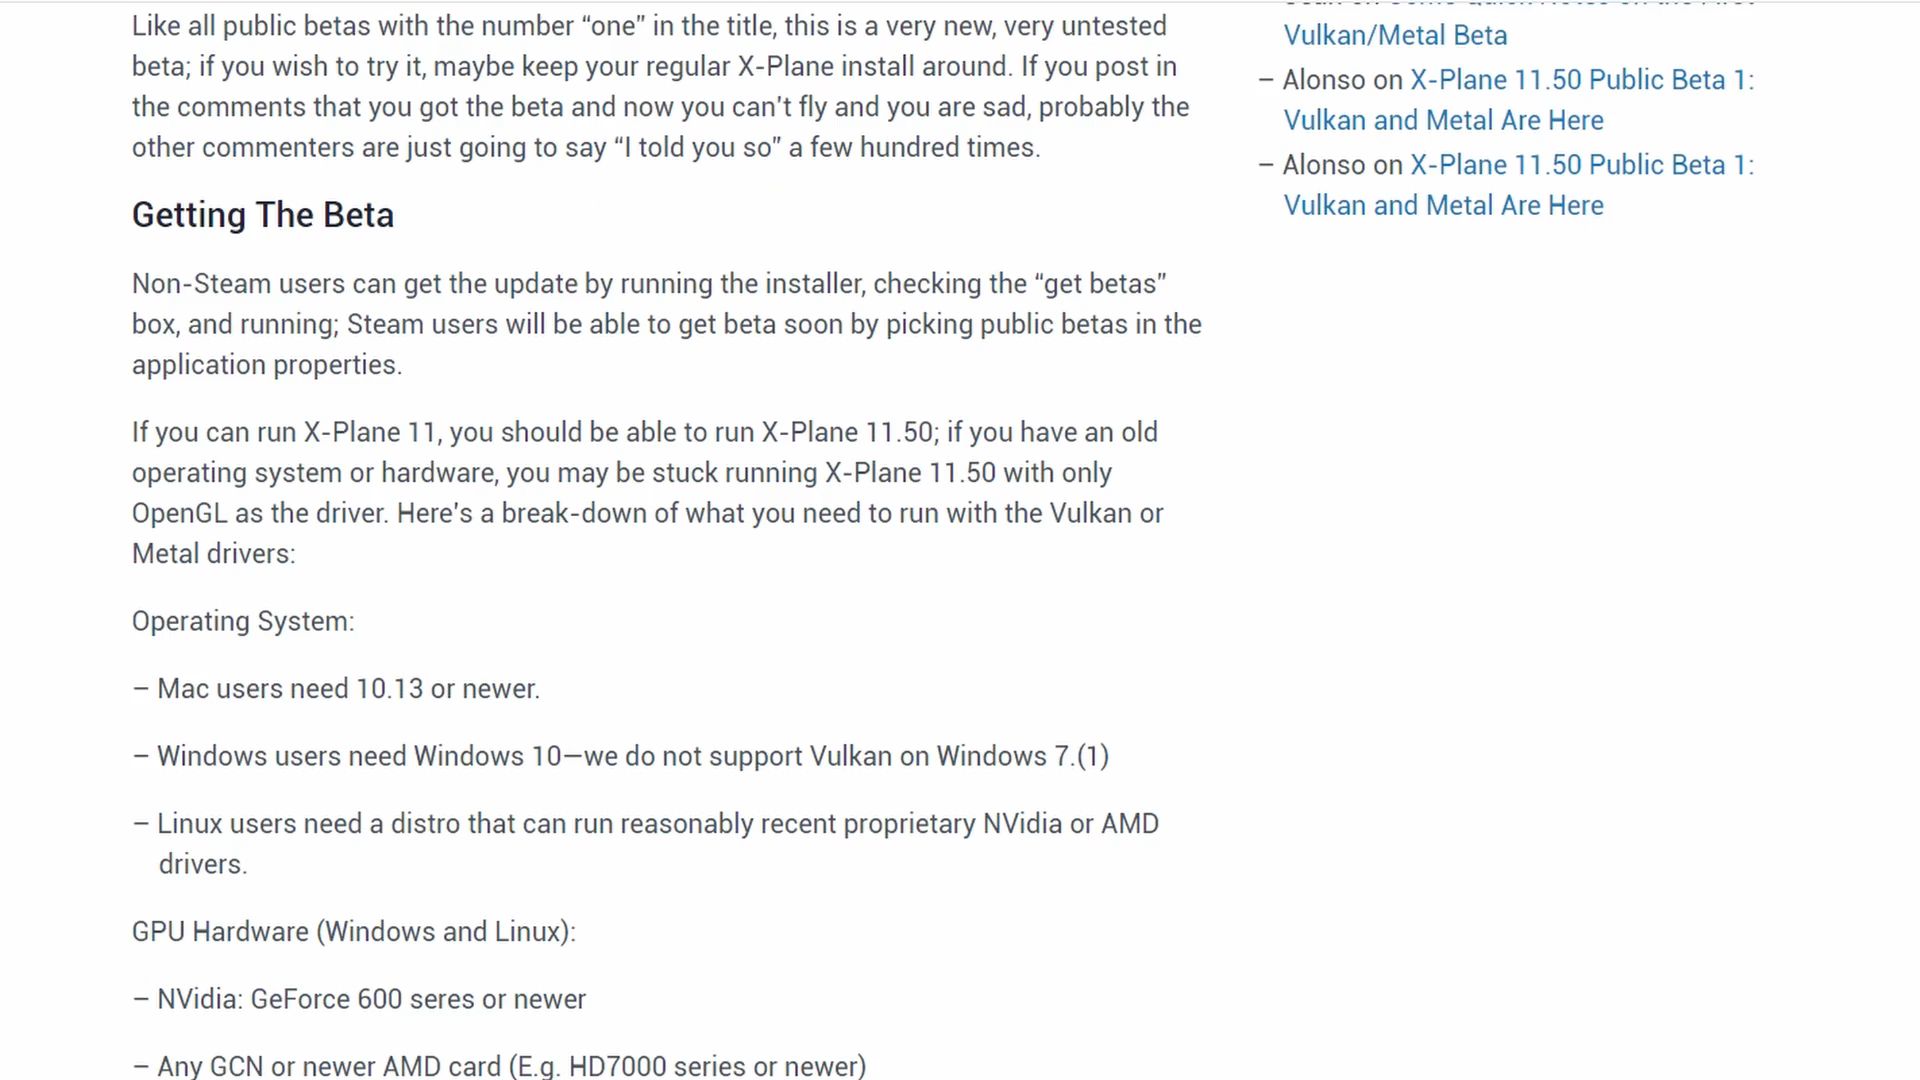 Like all public betas with the number “one” in the title, this is a very new, very untested
beta; if you wish to try it, maybe keep your regular X-Plane install around. If you post in
the comments that you got the beta and now you can't fly and you are sad, probably the
other commenters are just going to say “I told you so” a few hundred times.
Getting The Beta
Non-Steam users can get the update by running the installer, checking the “get betas”
box, and running; Steam users will be able to get beta soon by picking public betas in the
application properties.
If you can run X-Plane 11, you should be able to run X-Plane 11.50; if you have an old
operating system or hardware, you may be stuck running X-Plane 11.50 with only
OpenGL as the driver. Here's a break-down of what you need to run with the Vulkan or
Metal drivers:
Operating System:
– Mac users need 10.13 or newer.
– Windows users need Windows 10—we do not support Vulkan on Windows 7.(1)
– Linux users need a distro that can run reasonably recent proprietary NVidia or AMD
drivers.
GPU Hardware (Windows and Linux):
– NVidia: GeForce 600 seres or newer
– Any GCN or newer AMD card (E.g. HD7000 series or newer)
Vulkan/Metal Beta
– Alonso on X-Plane 11.50 Public Beta 1:
Vulkan and Metal Are Here
– Alonso on X-Plane 11.50 Public Beta 1:
Vulkan and Metal Are Here